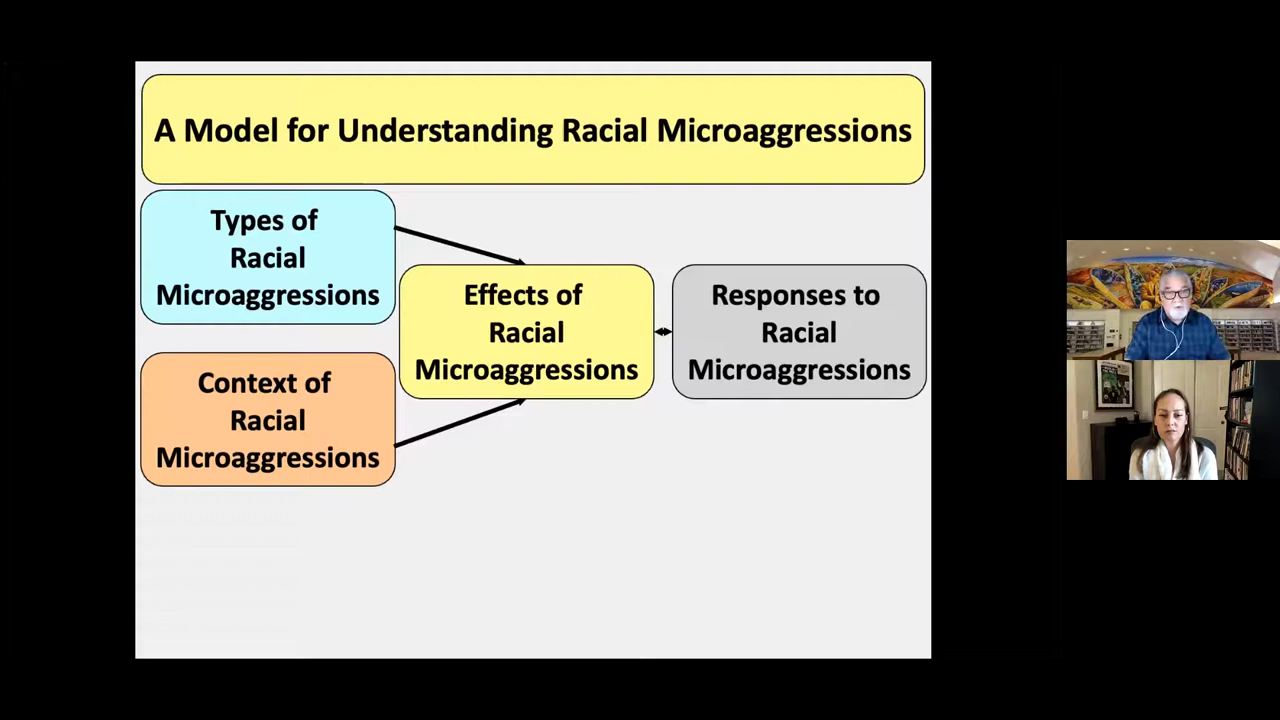 A Model for Understanding Racial Microaggressions
Types of
Racial
Microaggressions
Effects of
Racial
Microaggressions
Responses to
Racial
Microaggressions
Context of
Racial
Microaggressions